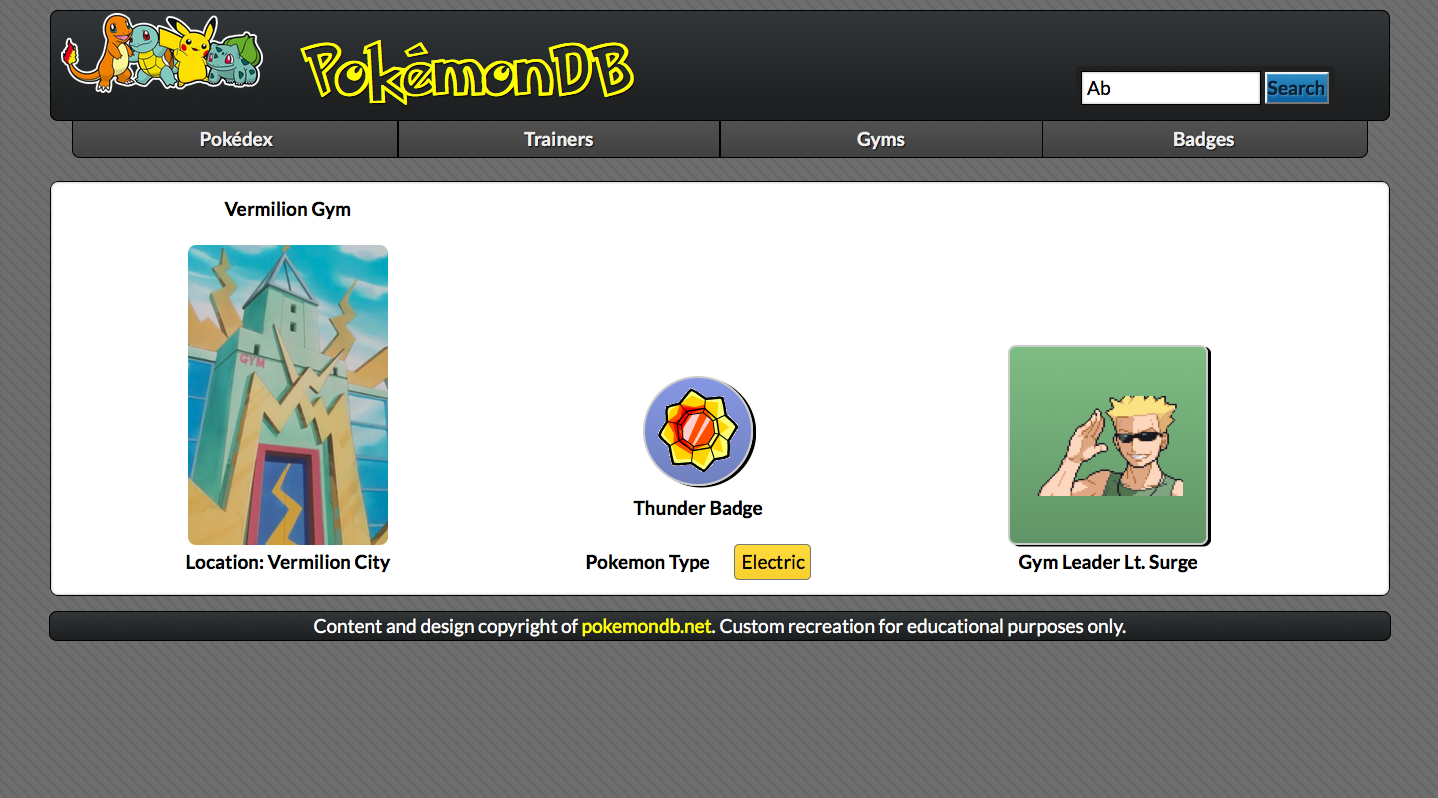 PokémonDB
Ab
Search
Pokédex
Trainers
Gyms
Badges
Vermilion Gym
GYM
Thunder Badge
Location: Vermilion City
Pokemon Type Electric
Gym Leader Lt. Surge
Content and design copyright of pokemondb.net. Custom recreation for educational purposes only.